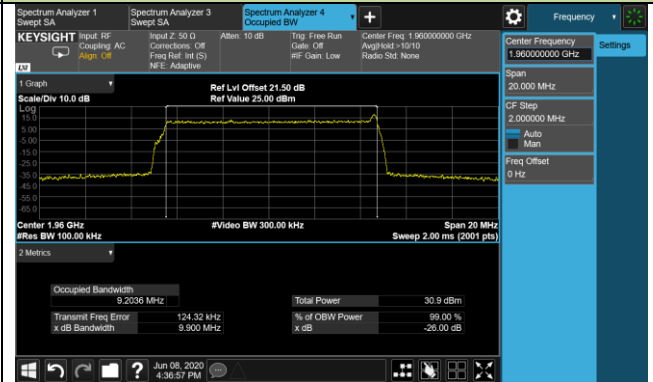 Spectrum Analyzer 1
Swept SA
Spectrum Analyzer 3
Swept SA
Spectrum Analyzer 4
Occupied BW
+
Frequency
KEYSIGHT
LXI
Input: RF
Coupling: AC
Align: Off
Input Z: 50 Ω
Corrections: Off
Freq Ref: Int (S)
NFE: Adaptive
Atten: 10 dB
Trig: Free Run
Gate: Off
#IF Gain: Low
Center Freq: 1.960000000 GHz
Avg|Hold:>10/10
Radio Std: None
Center Frequency
1.960000000 GHz
Settings
Span
20.000 MHz
CF Step
2.000000 MHz
Auto
Man
Freq Offset
0 Hz
1 Graph
Scale/Div 10.0 dB
Ref Lvl Offset 21.50 dB
Ref Value 25.00 dBm
Log
15.0
5.00
-5.00
-15.0
-25.0
-35.0
-45.0
-55.0
-65.0
Center 1.96 GHz
#Res BW 100.00 kHz
#Video BW 300.00 kHz
Span 20 MHz
Sweep 2.00 ms (2001 pts)
2 Metrics
Occupied Bandwidth
9.2036 MHz
Transmit Freq Error 124.32 kHz
x dB Bandwidth 9.900 MHz
Total Power 30.9 dBm
% of OBW Power 99.00 %
x dB -26.00 dB
?
Jun 08, 2020
4:36:57 PM